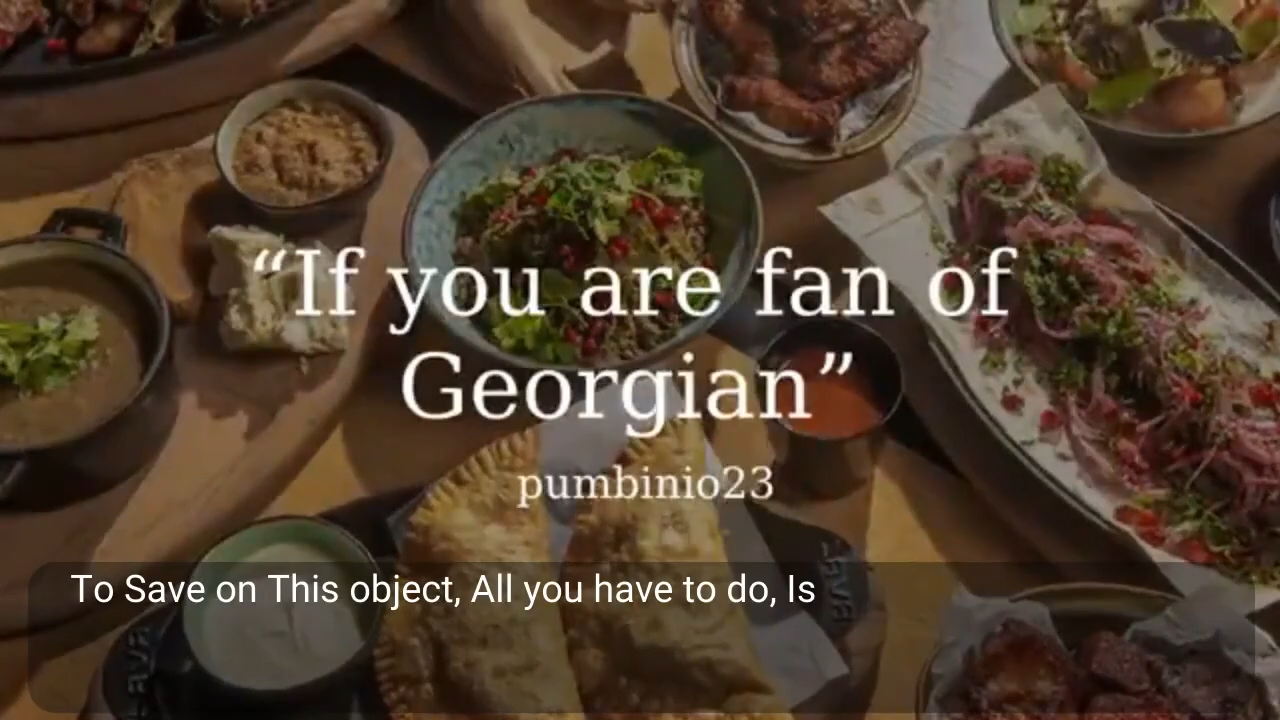 “If you are fan of
Georgian”
pumbinio23
To Save on This object, All you have to do, Is